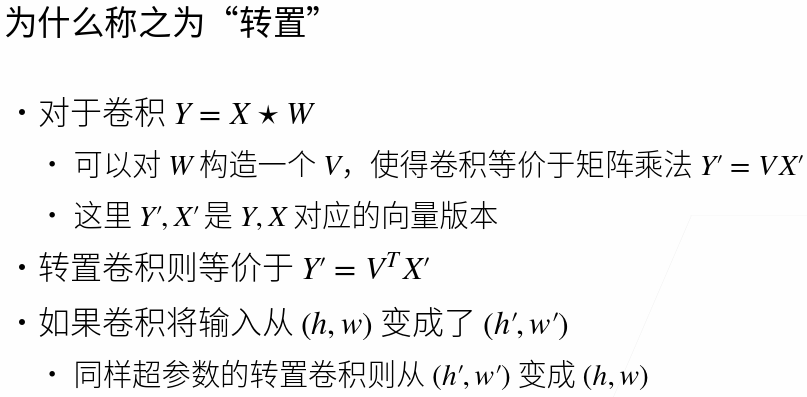 为什么称之为“转置”
• 对于卷积 Y = X ★ W
• 可以对 W 构造一个 V，使得卷积等价于矩阵乘法 Y′ = VX′
• 这里 Y′, X′ 是 Y, X 对应的向量版本
• 转置卷积则等价于 Y′ = VᵀX′
• 如果卷积将输入从 (h, w) 变成了 (h′, w′)
• 同样超参数的转置卷积则从 (h′, w′) 变成 (h, w)